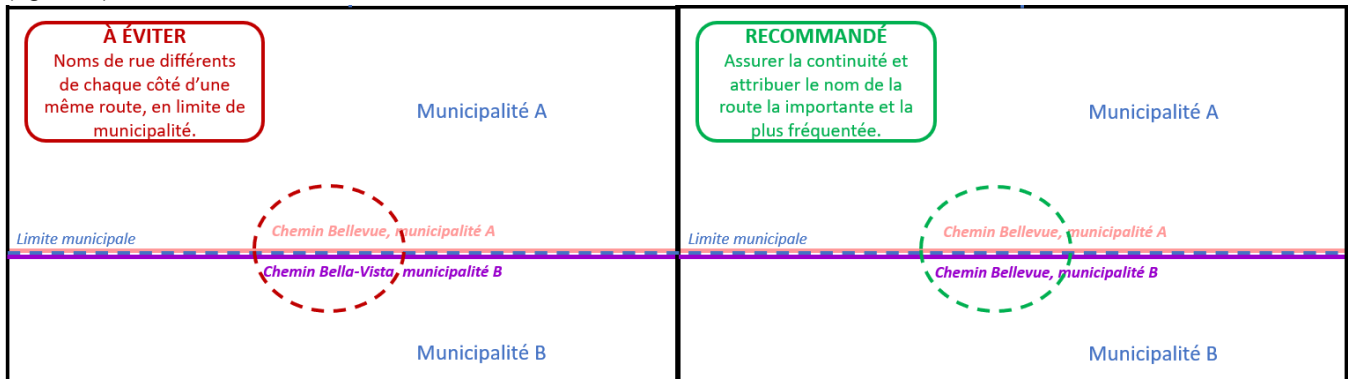 À ÉVITER
Noms de rue différents
de chaque côté d'une
même route, en limite de
municipalité.
Municipalité A
Limite municipale
Chemin Bellevue, municipalité A
Chemin Bella-Vista, municipalité B
Municipalité B
RECOMMANDÉ
Assurer la continuité et
attribuer le nom de la
route la importante et la
plus fréquentée.
Municipalité A
Limite municipale
Chemin Bellevue, municipalité A
Chemin Bellevue, municipalité B
Municipalité B